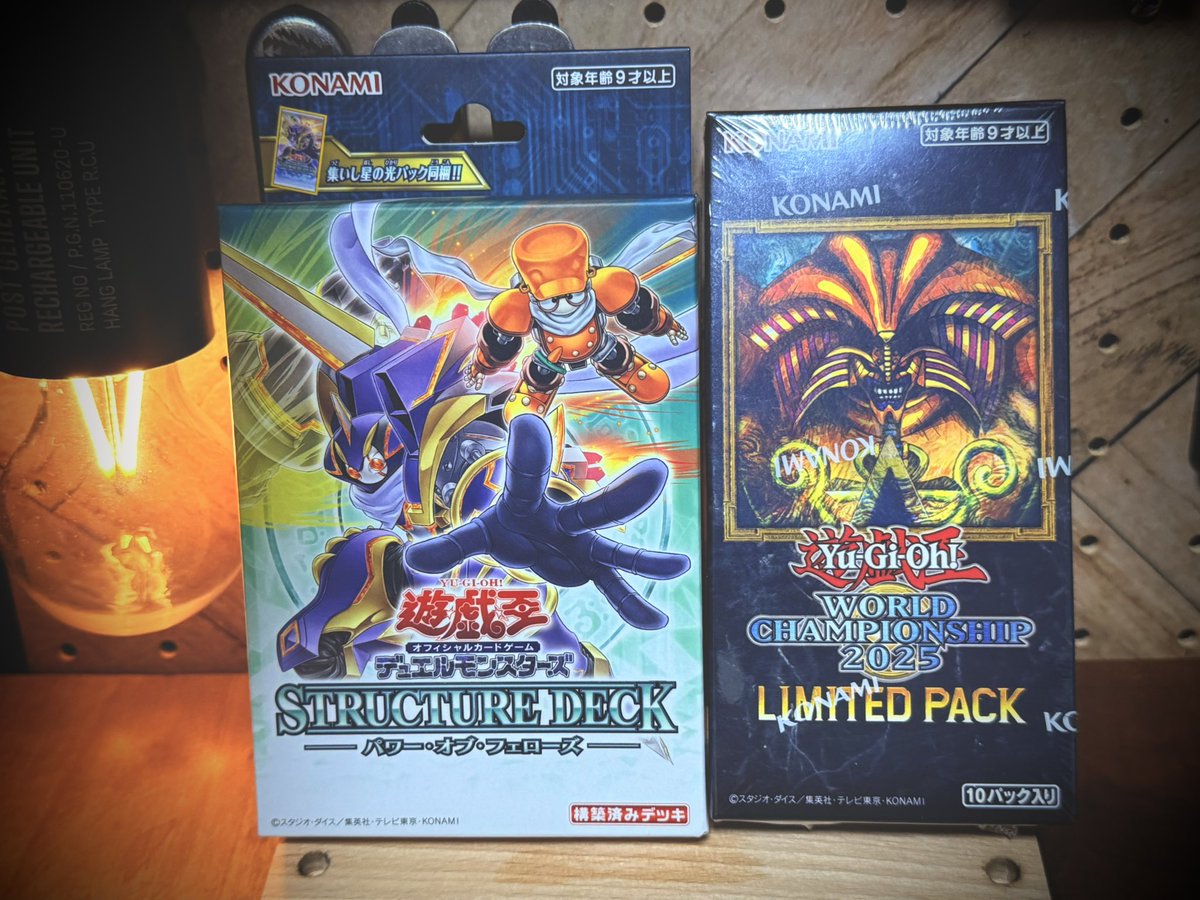 POST GENERA
RECHARGEABLE UNIT
REG NO / P.G.N.110620-U
HANG LAMP TYPE R.C.U
KONAMI
対象年齢9才以上
集いし星の光パック同梱!!
YU-GI-OH!
遊戯王
オフィシャルカードゲーム
デュエルモンスターズ
STRUCTURE DECK
パワー・オブ・フェローズ
©スタジオ・ダイス/集英社・テレビ東京・KONAMI
構築済みデッキ
KONAMI
対象年齢9才以上
KONAMI
K
KONAMI
KONAMI
MI
遊戯王
Yu-Gi-Oh!
WORLD
CHAMPIONSHIP
2025
LIMITED PACK
KONAMI
KO
©スタジオ・ダイス/集英社・テレビ東京・KONAMI
10パック入り